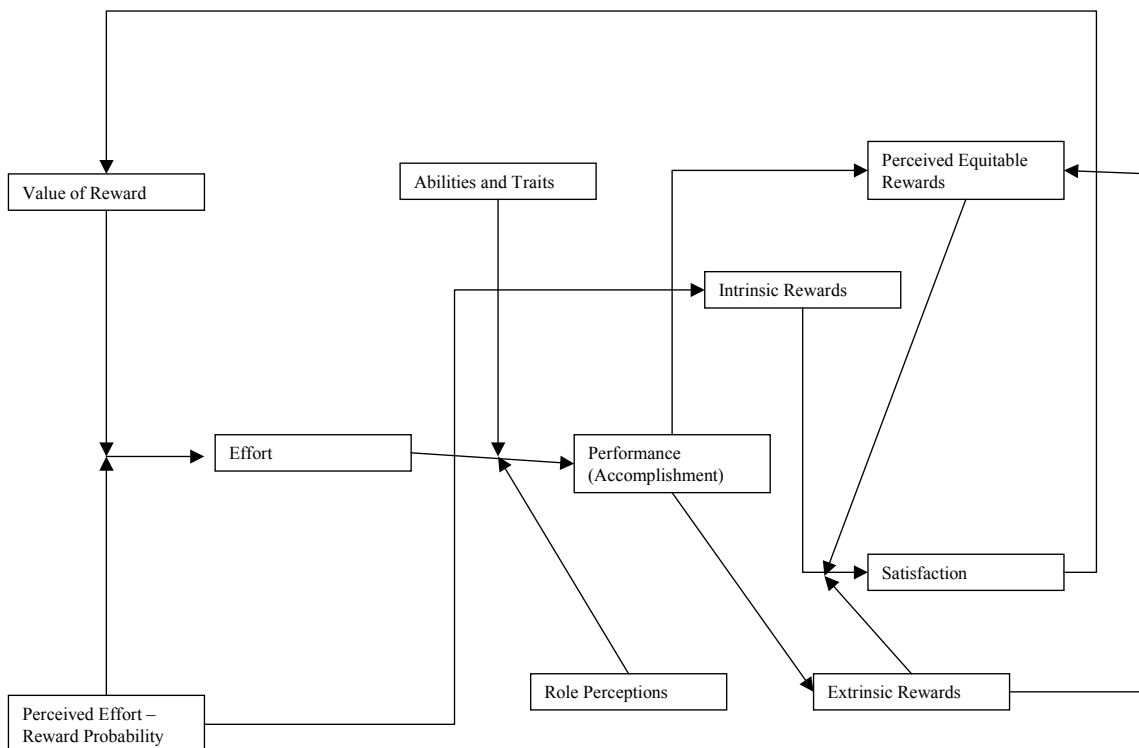 Perceived Equitable
Rewards
Abilities and Traits
Value of Reward
Intrinsic Rewards
Effort
Performance
(Accomplishment)
Satisfaction
Role Perceptions
Extrinsic Rewards
Perceived Effort –
Reward Probability